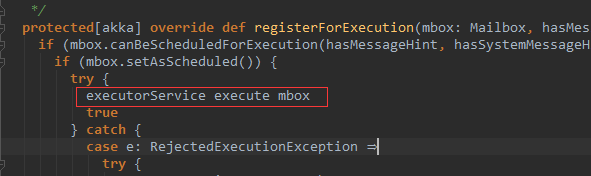 */
protected[akka] override def registerForExecution(mbox: Mailbox, hasMes
if (mbox.canBeScheduledForExecution(hasMessageHint, hasSystemMessageH
if (mbox.setAsScheduled()) {
try {
executorService execute mbox
true
} catch {
case e: RejectedExecutionException ⇒
try {